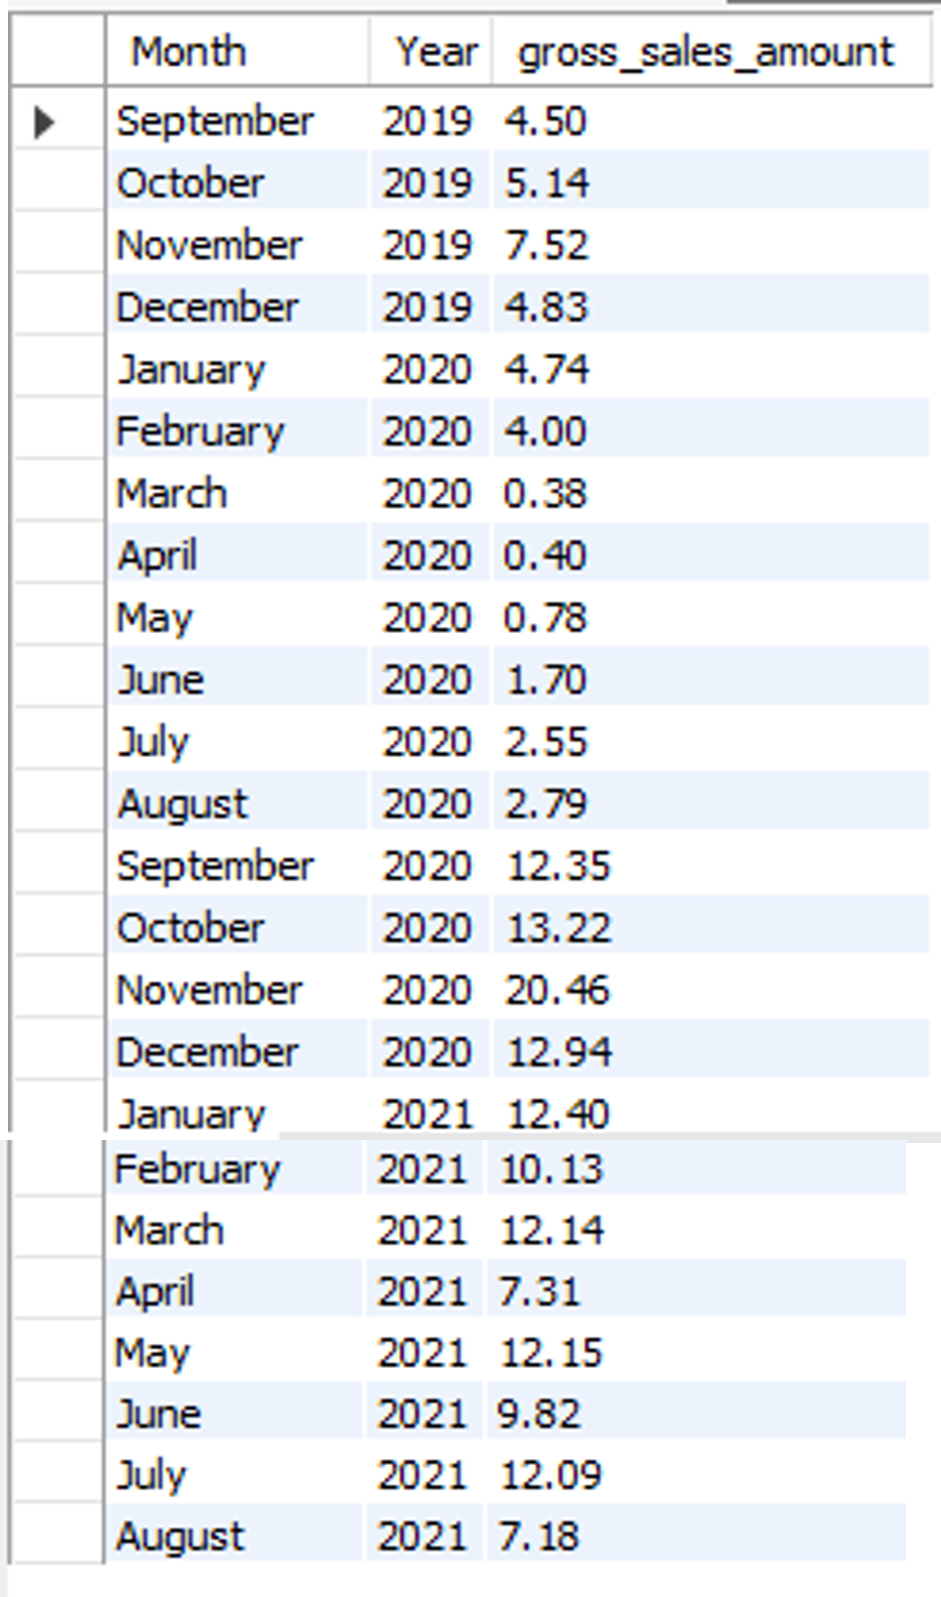 Month Year gross_sales_amount
September 2019 4.50
October 2019 5.14
November 2019 7.52
December 2019 4.83
January 2020 4.74
February 2020 4.00
March 2020 0.38
April 2020 0.40
May 2020 0.78
June 2020 1.70
July 2020 2.55
August 2020 2.79
September 2020 12.35
October 2020 13.22
November 2020 20.46
December 2020 12.94
January 2021 12.40
February 2021 10.13
March 2021 12.14
April 2021 7.31
May 2021 12.15
June 2021 9.82
July 2021 12.09
August 2021 7.18